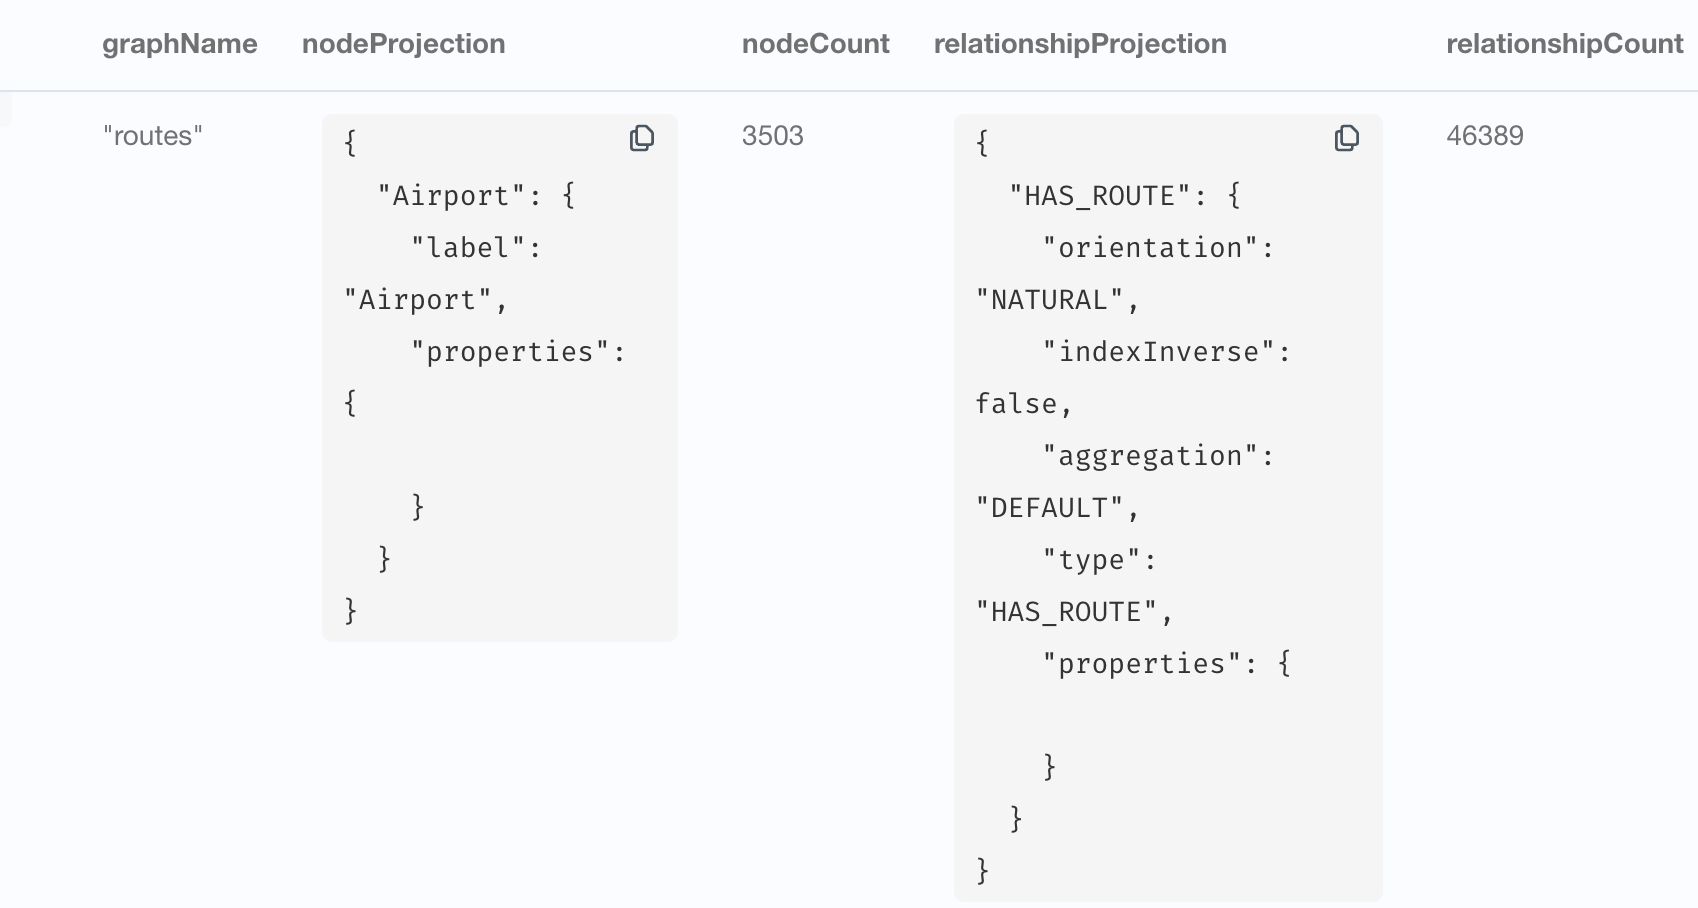 graphName nodeProjection nodeCount relationshipProjection relationshipCount
"routes"
{
  "Airport": {
    "label":
"Airport",
    "properties":
{

    }
  }
}
3503
{
  "HAS_ROUTE": {
    "orientation":
"NATURAL",
    "indexInverse":
false,
    "aggregation":
"DEFAULT",
    "type":
"HAS_ROUTE",
    "properties": {

    }
  }
}
46389